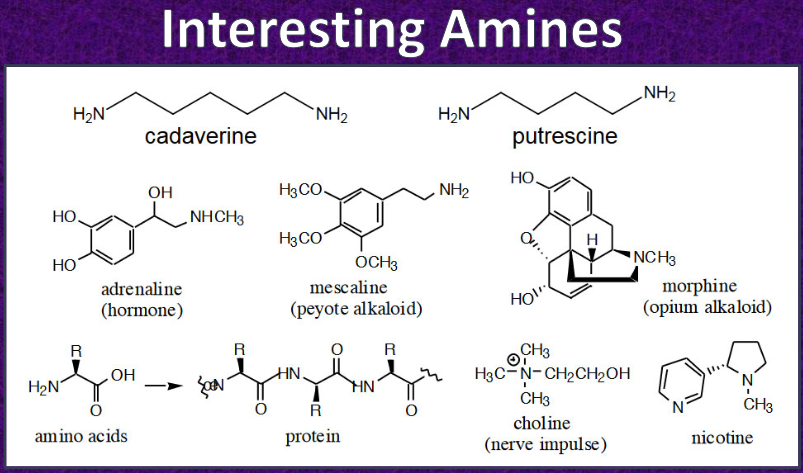 Interesting Amines
H₂N NH₂
cadaverine
H₂N NH₂
putrescine
OH
HO NHCH₃
HO
adrenaline
(hormone)
H₃CO NH₂
H₃CO
OCH₃
mescaline
(peyote alkaloid)
HO
O H
NCH₃
HO
morphine
(opium alkaloid)
R
H₂N OH
O
amino acids
R O R
N HN HN
O R O
protein
CH₃
H₃C-N-CH₂CH₂OH
CH₃
choline
(nerve impulse)
N N
CH₃
nicotine